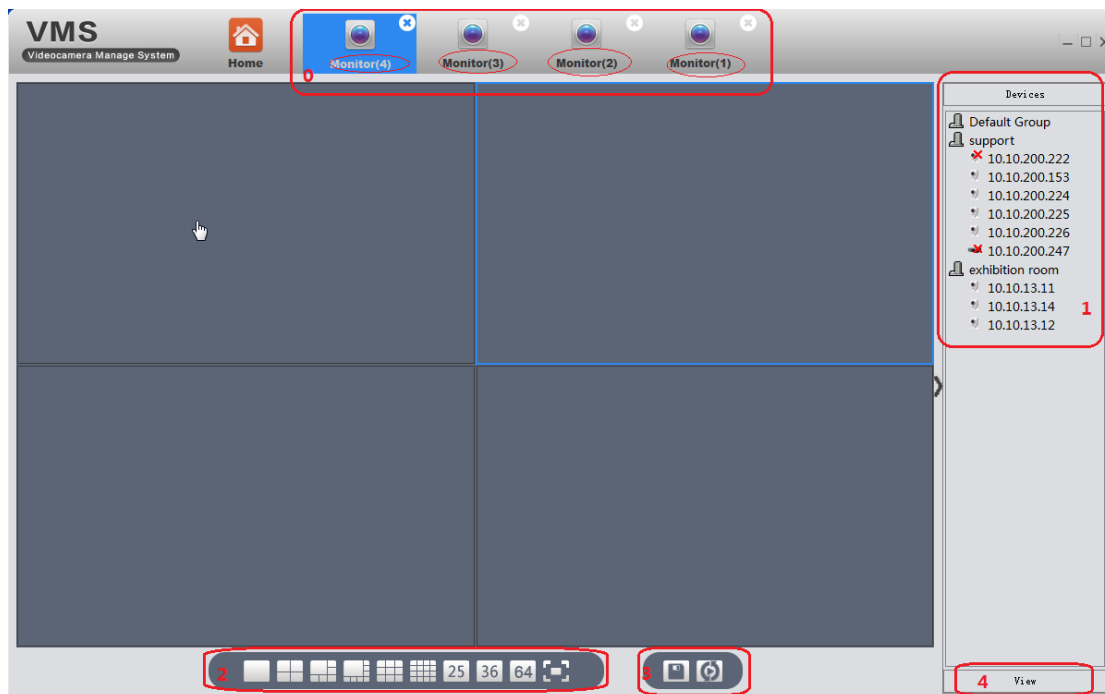 VMS
Videocamera Manage System
Home
Monitor(4)
Monitor(3)
Monitor(2)
Monitor(1)
0
Devices
Default Group
support
10.10.200.222
10.10.200.153
10.10.200.224
10.10.200.225
10.10.200.226
10.10.200.247
exhibition room
10.10.13.11
10.10.13.14
10.10.13.12
1
2
25
36
64
3
4
View